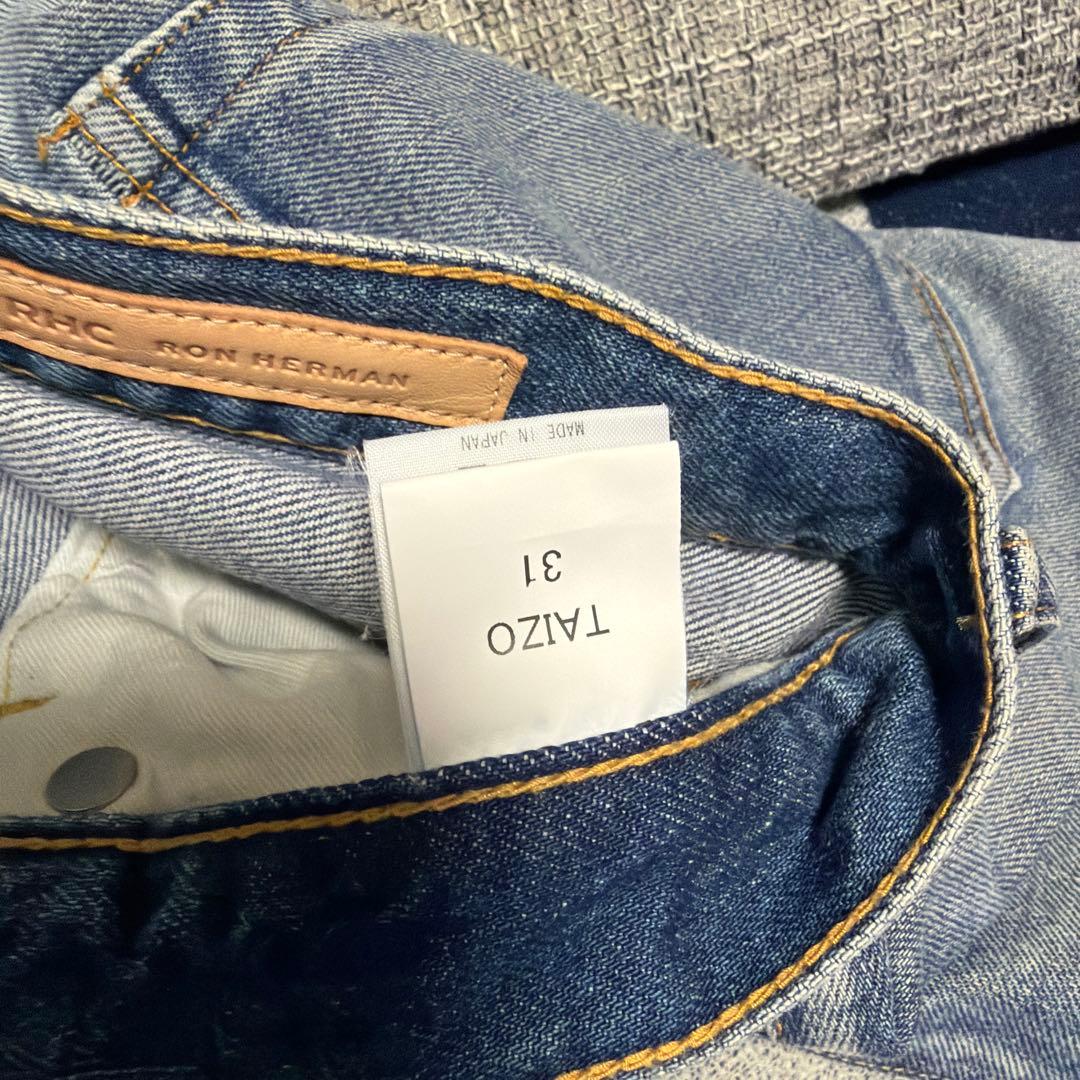 RHC RON HERMAN
MADE IN JAPAN
TAIZO
31